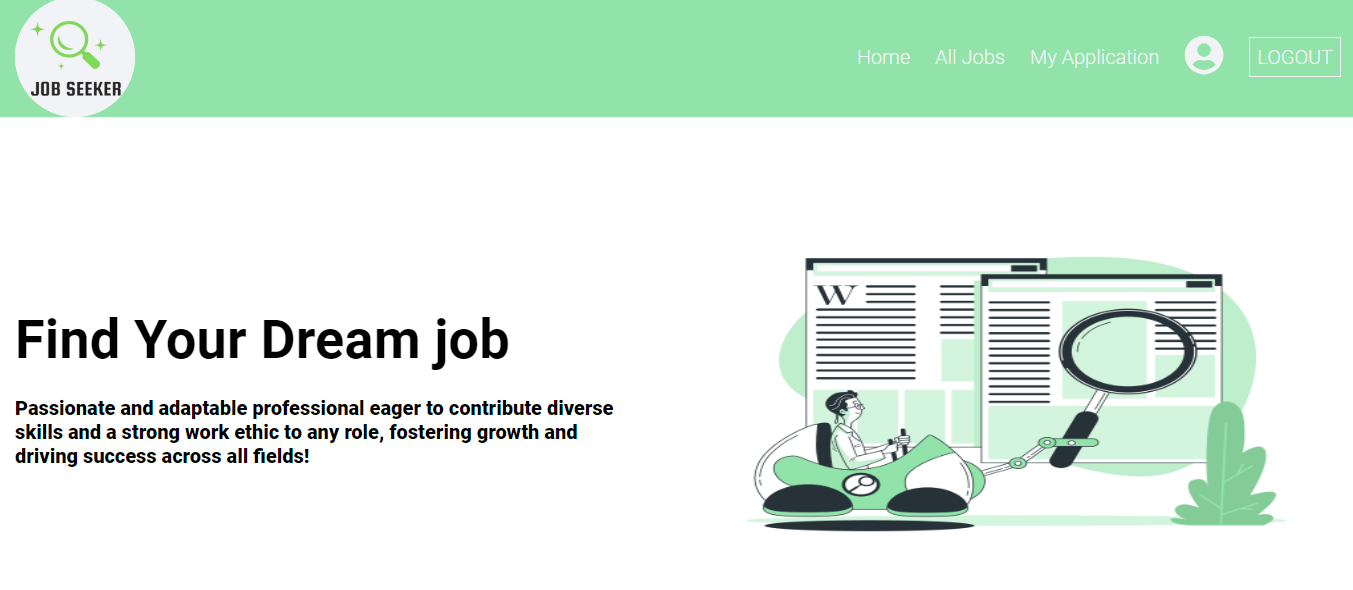 JOB SEEKER
Home
All Jobs
My Application
LOGOUT
Find Your Dream job
Passionate and adaptable professional eager to contribute diverse
skills and a strong work ethic to any role, fostering growth and
driving success across all fields!
W